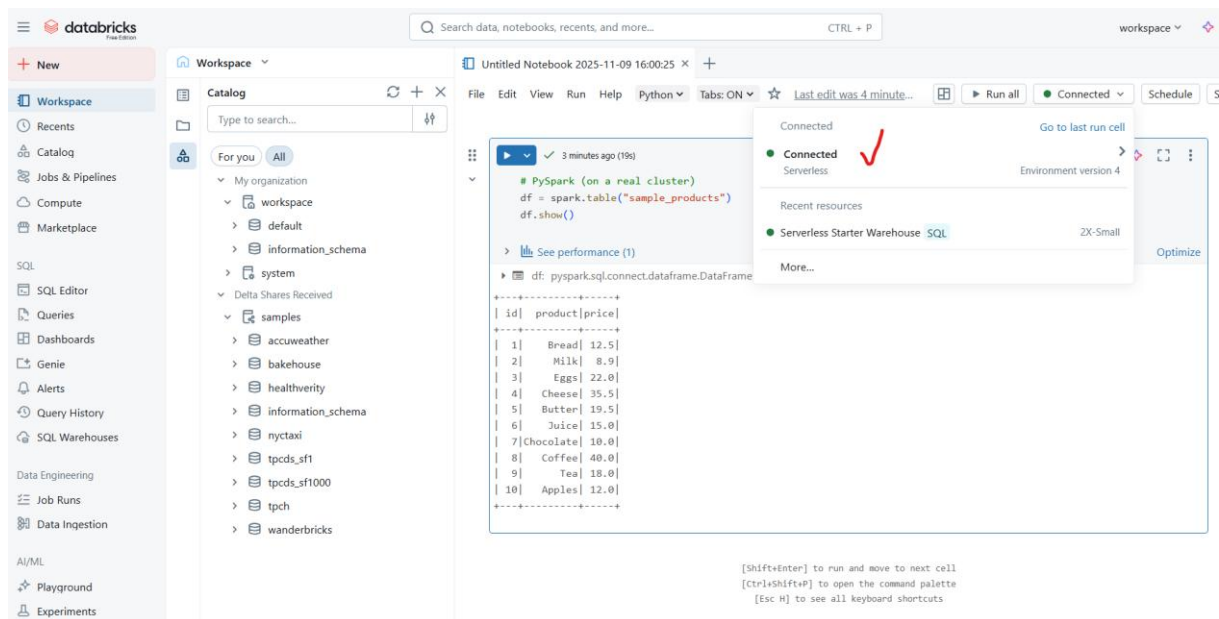 databricks
Free Edition
Search data, notebooks, recents, and more... CTRL + P
workspace
New
Workspace
Recents
Catalog
Jobs & Pipelines
Compute
Marketplace
SQL
SQL Editor
Queries
Dashboards
Genie
Alerts
Query History
SQL Warehouses
Data Engineering
Job Runs
Data Ingestion
AI/ML
Playground
Experiments
Workspace
Catalog
Type to search...
For you All
My organization
workspace
default
information_schema
system
Delta Shares Received
samples
accuweather
bakehouse
healthverity
information_schema
nyctaxi
tpcds_sf1
tpcds_sf1000
tpch
wanderbricks
Untitled Notebook 2025-11-09 16:00:25
File Edit View Run Help Python Tabs: ON Last edit was 4 minute... Run all Connected Schedule S
Connected Go to last run cell
Connected
Serverless Environment version 4
Recent resources
Serverless Starter Warehouse SQL 2X-Small
More...
3 minutes ago (19s)
# PySpark (on a real cluster)
df = spark.table("sample_products")
df.show()
See performance (1) Optimize
df: pyspark.sql.connect.dataframe.DataFrame
+---+---------+-----+
| id| product|price|
+---+---------+-----+
| 1| Bread| 12.5|
| 2| Milk| 8.9|
| 3| Eggs| 22.0|
| 4| Cheese| 35.5|
| 5| Butter| 19.5|
| 6| Juice| 15.0|
| 7|Chocolate| 10.0|
| 8| Coffee| 40.0|
| 9| Tea| 18.0|
| 10| Apples| 12.0|
+---+---------+-----+
[Shift+Enter] to run and move to next cell
[Ctrl+Shift+P] to open the command palette
[Esc H] to see all keyboard shortcuts